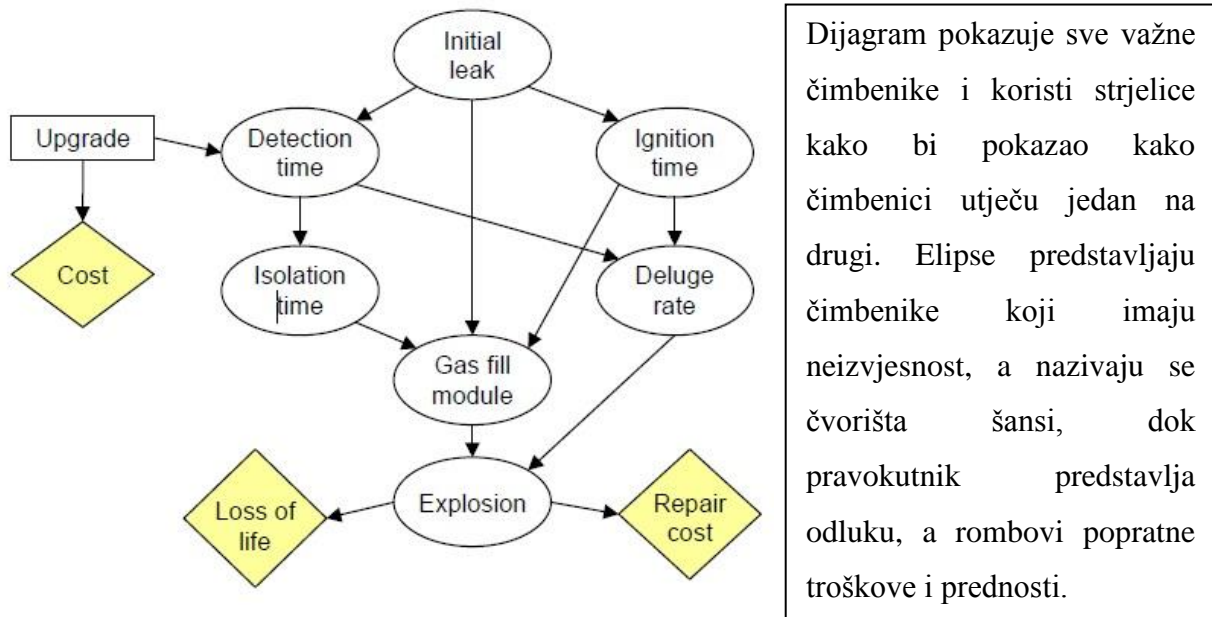 Initial
leak
Upgrade
Detection
time
Ignition
time
Cost
Isolation
time
Deluge
rate
Gas fill
module
Loss of
life
Explosion
Repair
cost
Dijagram pokazuje sve važne
čimbenike i koristi strjelice
kako bi pokazao kako
čimbenici utječu jedan na
drugi. Elipse predstavljaju
čimbenike koji imaju
neizvjesnost, a nazivaju se
čvorišta šansi, dok
pravokutnik predstavlja
odluku, a rombovi popratne
troškove i prednosti.